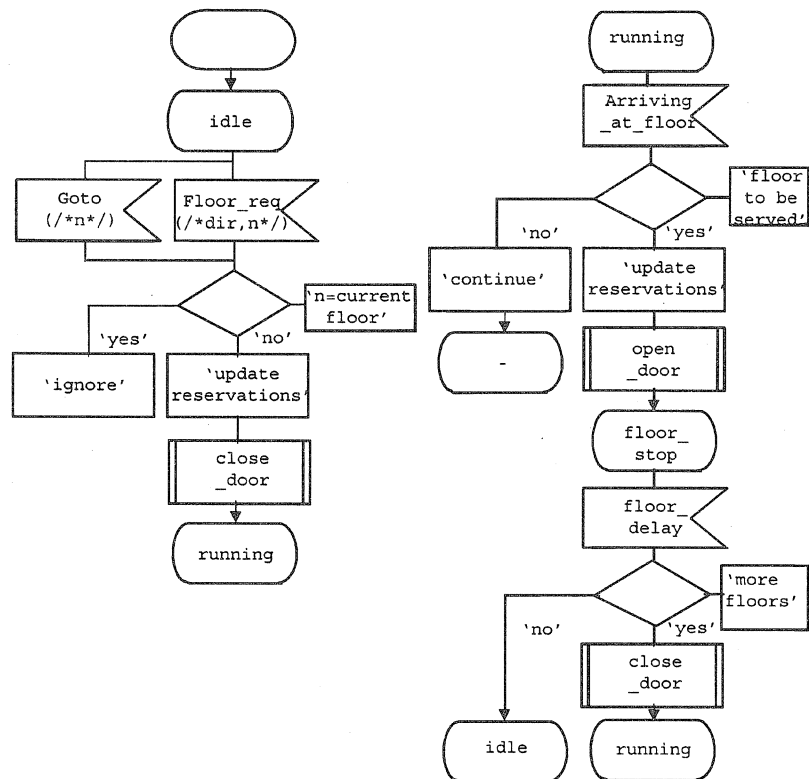 idle
Goto
(/*n*/)
Floor_req
(/*dir,n*/)
'n=current
floor'
'yes'
'no'
'ignore'
'update
reservations'
close
_door
running
running
Arriving
_at_floor
'floor
to be
served'
'no'
'yes'
'continue'
'update
reservations'
-
open
_door
floor_
stop
floor_
delay
'more
floors'
'no'
'yes'
close
_door
idle
running